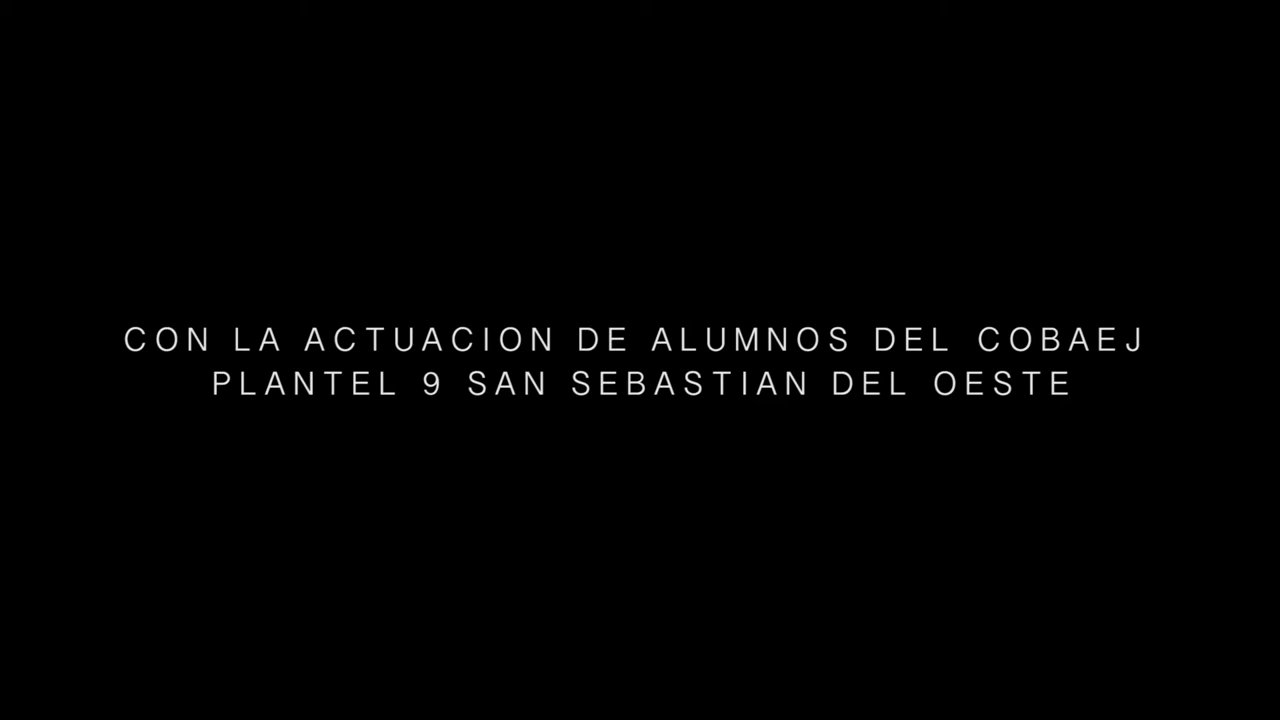 CON LA ACTUACION DE ALUMNOS DEL COBAEJ
PLANTEL 9 SAN SEBASTIAN DEL OESTE